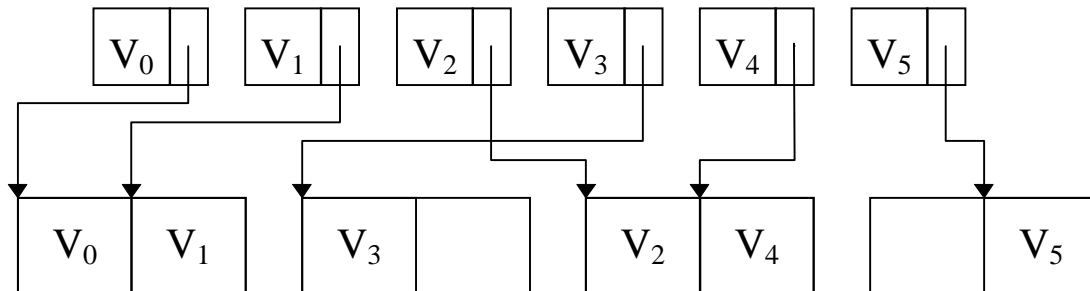 V₀ V₁ V₂ V₃ V₄ V₅
V₀ V₁ V₃ V₂ V₄ V₅